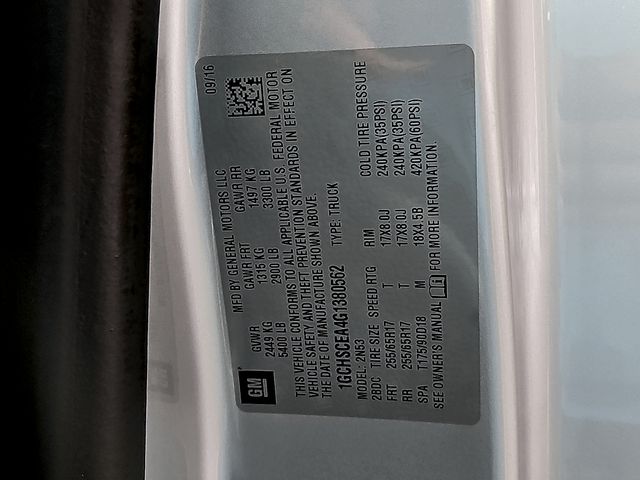 GM
MFD BY GENERAL MOTORS LLC 09/16
GVWR GAWR FRT GAWR RR
2449 KG 1315 KG 1497 KG
5400 LB 2900 LB 3300 LB
THIS VEHICLE CONFORMS TO ALL APPLICABLE U.S. FEDERAL MOTOR
VEHICLE SAFETY AND THEFT PREVENTION STANDARDS IN EFFECT ON
THE DATE OF MANUFACTURE SHOWN ABOVE.
1GCHSCEA4G1380562 TYPE: TRUCK
MODEL: 2N53
2RDC TIRE SIZE SPEED RTG RIM COLD TIRE PRESSURE
FRT 255/65R17 T 17X8.0J 240KPA(35PSI)
RR 255/65R17 T 17X8.0J 240KPA(35PSI)
SPA T175/90D18 M 18X4.5B 420KPA(60PSI)
SEE OWNER'S MANUAL FOR MORE INFORMATION.